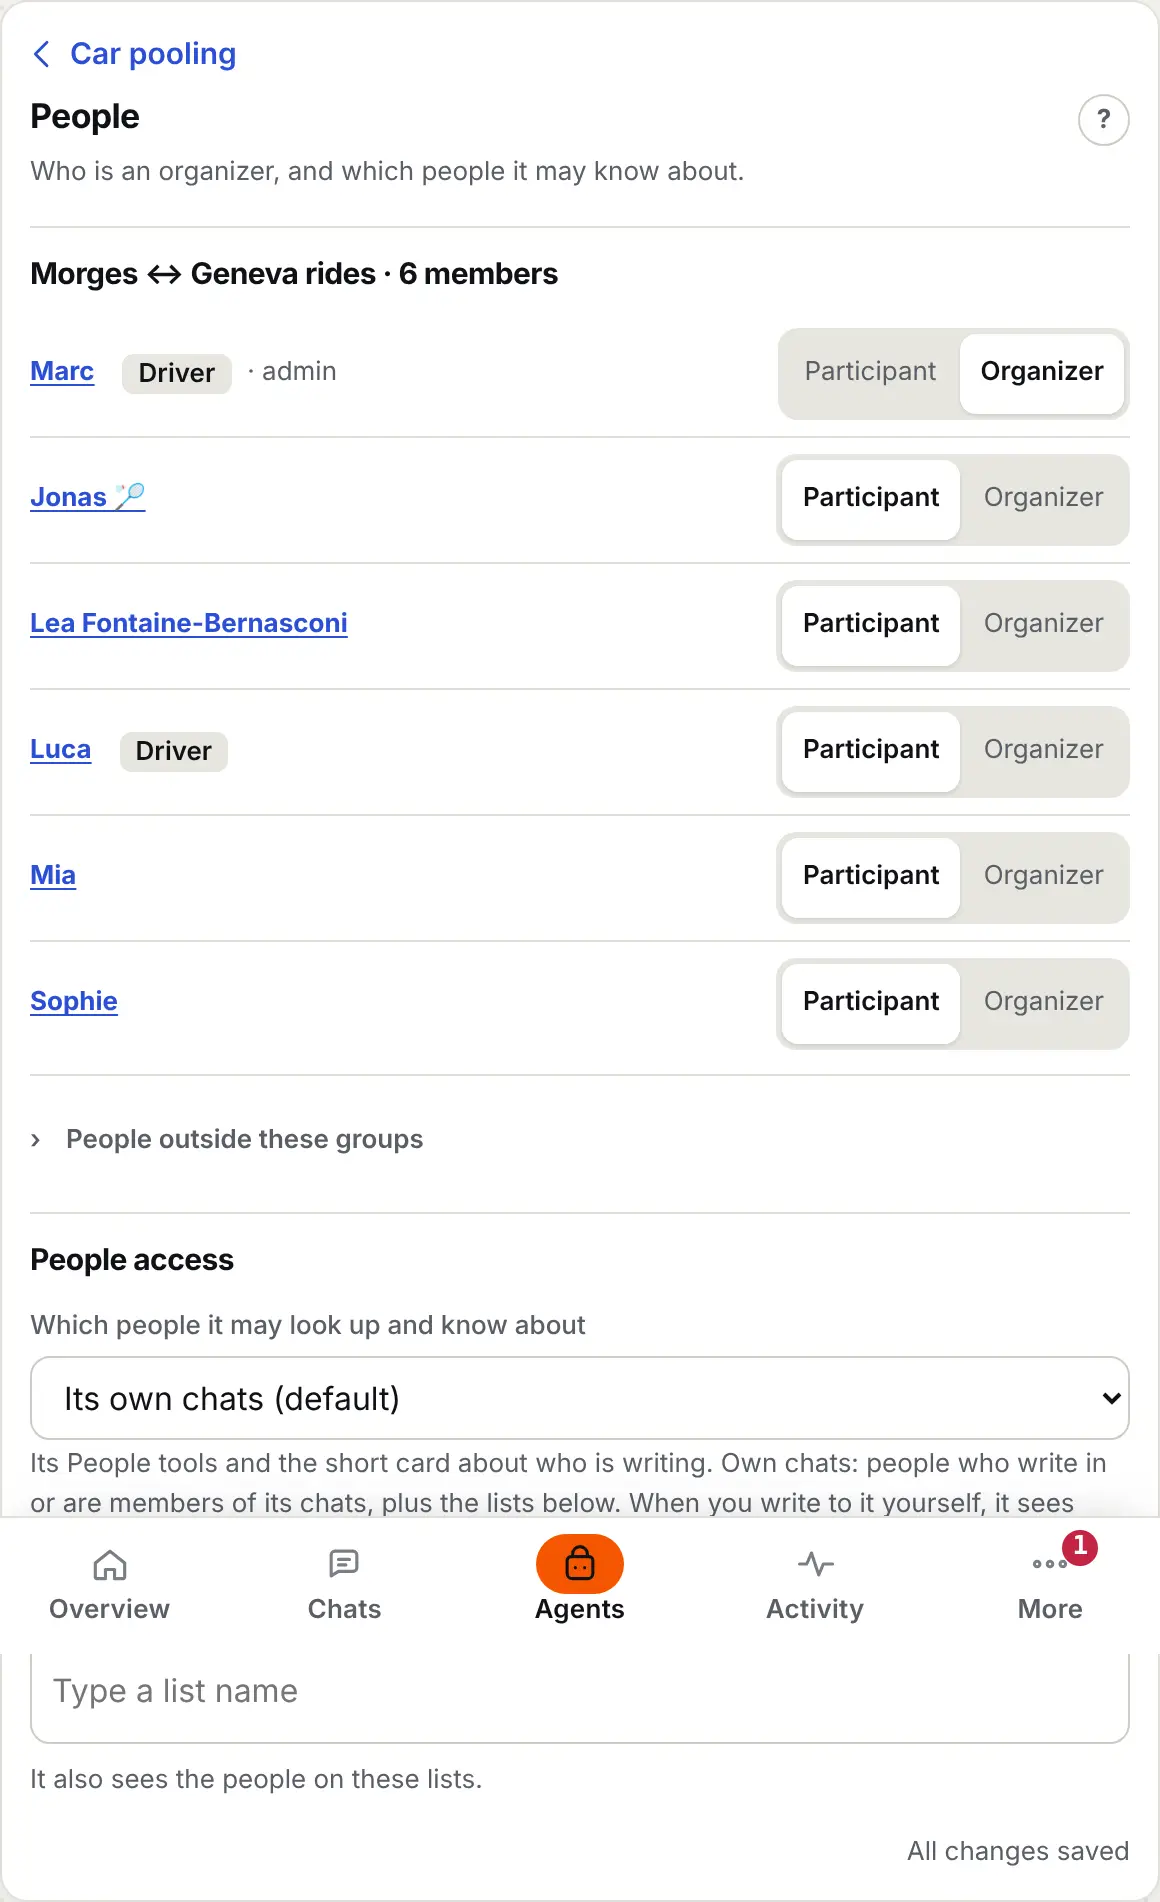 Car pooling
People
?
Who is an organizer, and which people it may know about.
Morges ↔ Geneva rides · 6 members
Marc Driver · admin Participant Organizer
Jonas 🏸 Participant Organizer
Lea Fontaine-Bernasconi Participant Organizer
Luca Driver Participant Organizer
Mia Participant Organizer
Sophie Participant Organizer
› People outside these groups
People access
Which people it may look up and know about
Its own chats (default)
Its People tools and the short card about who is writing. Own chats: people who write in
or are members of its chats, plus the lists below. When you write to it yourself, it sees
1
Overview Chats Agents Activity More
Type a list name
It also sees the people on these lists.
All changes saved